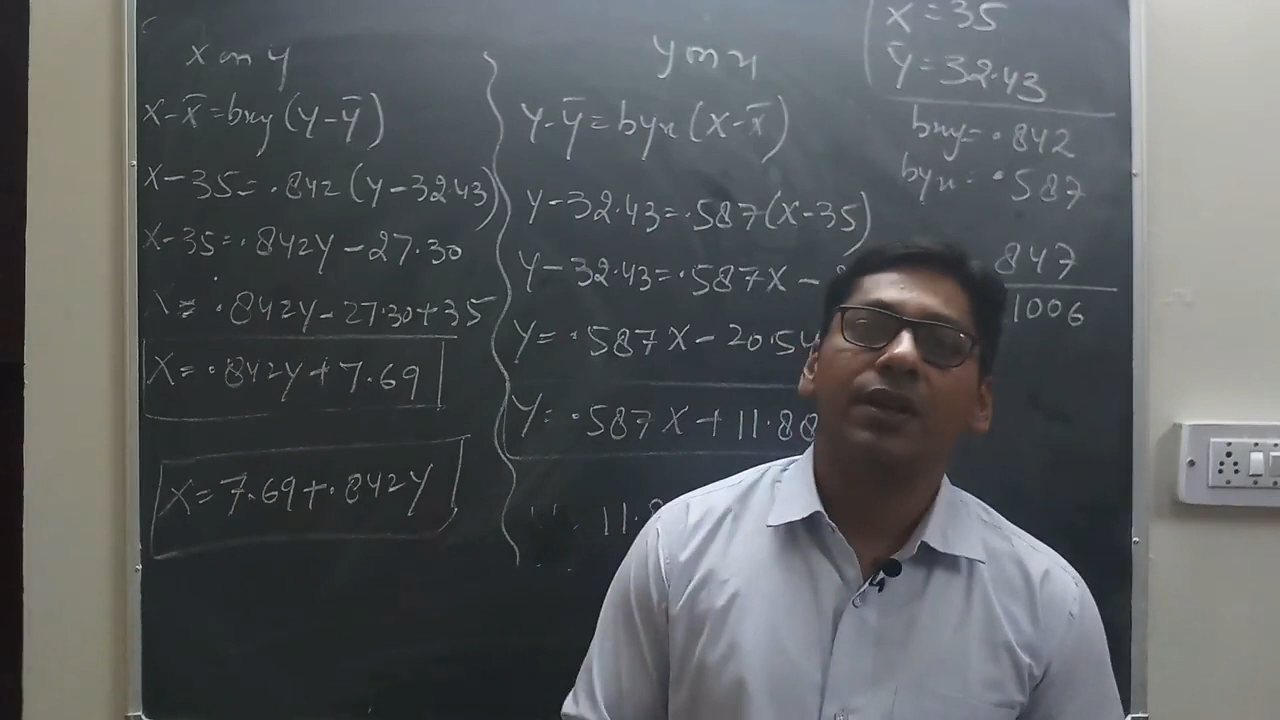 x on y
X-X̄=bxy(Y-Ȳ)
X-35=.842(Y-32.43)
X-35=.842Y-27.30
X=.842Y-27.30+35
X=.842Y+7.69
X=7.69+.842Y
y on x
Y-Ȳ=byx(X-X̄)
Y-32.43=.587(X-35)
Y-32.43=.587X-
Y=.587X-20.54
Y=.587X+11.88
11.8
X̄=35
Ȳ=32.43
bxy=.842
byx=.587
847
1006